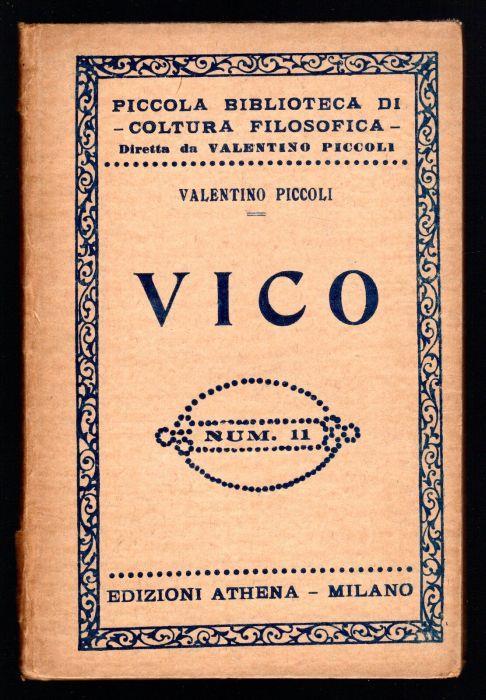 PICCOLA BIBLIOTECA DI
- COLTURA FILOSOFICA -
Diretta da VALENTINO PICCOLI
VALENTINO PICCOLI
VICO
NUM. 11
EDIZIONI ATHENA - MILANO